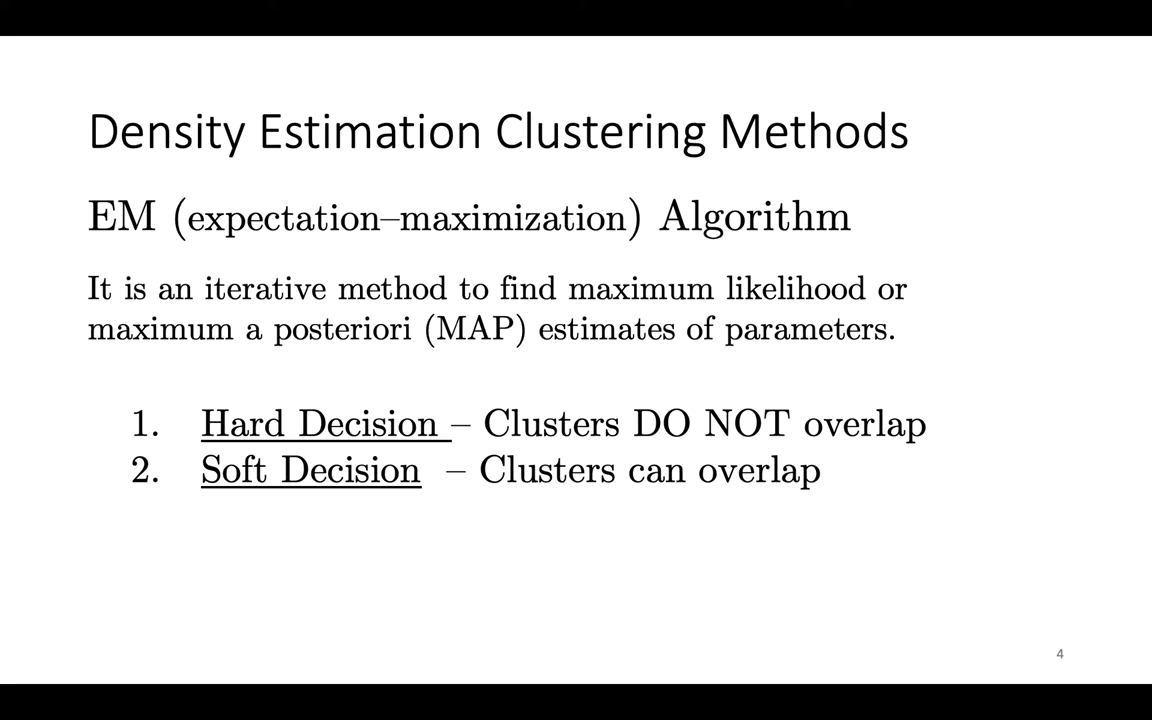 Density Estimation Clustering Methods
EM (expectation–maximization) Algorithm
It is an iterative method to find maximum likelihood or
maximum a posteriori (MAP) estimates of parameters.
1. Hard Decision – Clusters DO NOT overlap
2. Soft Decision – Clusters can overlap
4